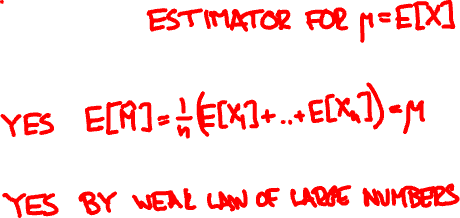 ESTIMATOR FOR μ=E[X]
YES E[M̂]=1/n(E[X₁]+..+E[Xₙ])=μ
YES BY WEAK LAW OF LARGE NUMBERS